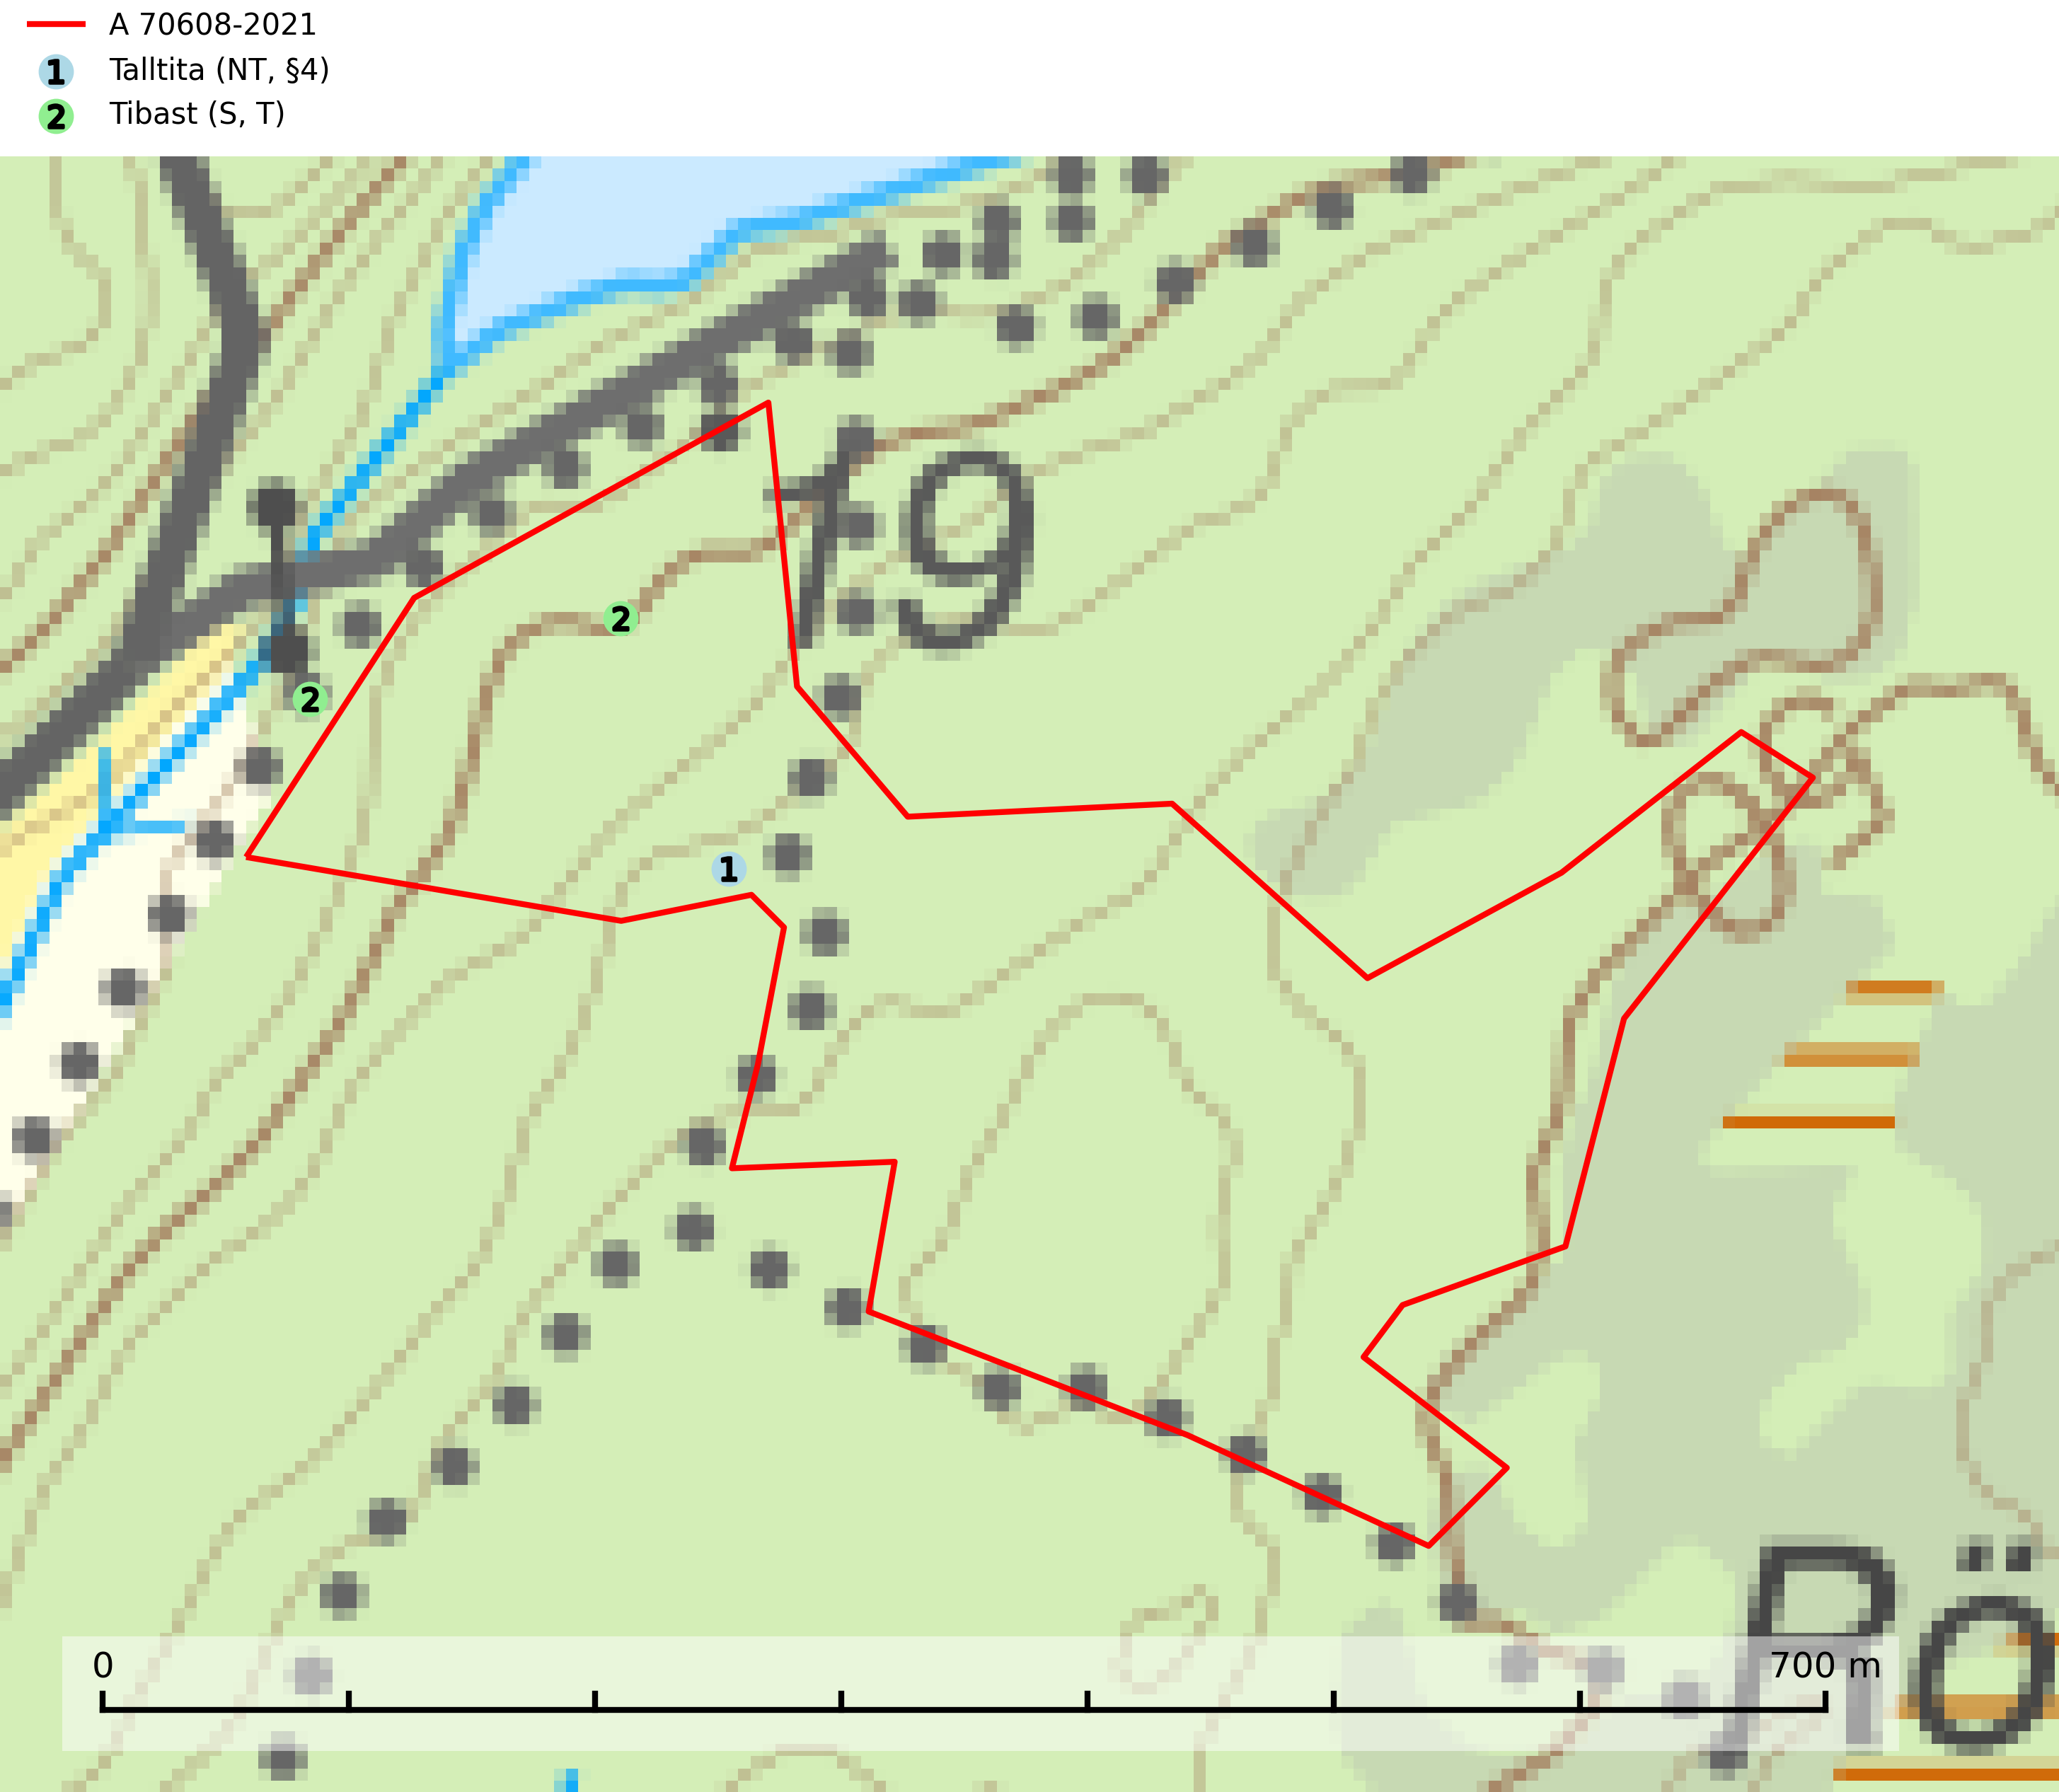 A 70608-2021
1 Talltita (NT, §4)
2 Tibast (S, T)
19
2
2
1
Rö
0 700 m